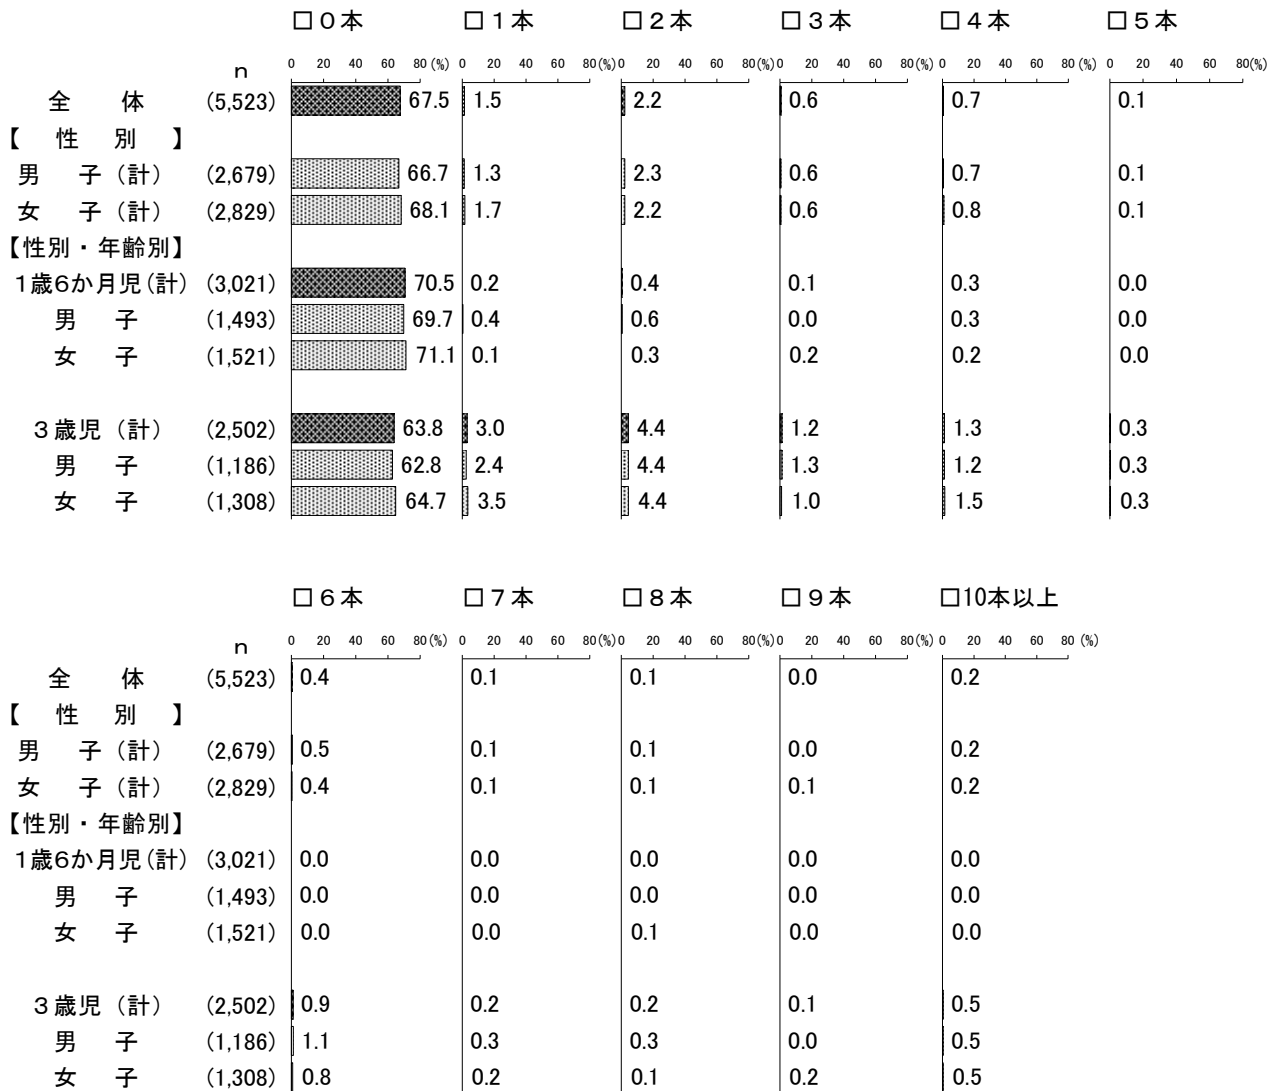 □０本 □１本 □２本 □３本 □４本 □５本
n 0 20 40 60 80(%) 0 20 40 60 80(%) 0 20 40 60 80(%) 0 20 40 60 80(%) 0 20 40 60 80(%) 0 20 40 60 80(%)
全 体 (5,523) 67.5 1.5 2.2 0.6 0.7 0.1
【 性 別 】
男 子（計） (2,679) 66.7 1.3 2.3 0.6 0.7 0.1
女 子（計） (2,829) 68.1 1.7 2.2 0.6 0.8 0.1
【性別・年齢別】
１歳６か月児（計） (3,021) 70.5 0.2 0.4 0.1 0.3 0.0
男 子 (1,493) 69.7 0.4 0.6 0.0 0.3 0.0
女 子 (1,521) 71.1 0.1 0.3 0.2 0.2 0.0
３歳児（計） (2,502) 63.8 3.0 4.4 1.2 1.3 0.3
男 子 (1,186) 62.8 2.4 4.4 1.3 1.2 0.3
女 子 (1,308) 64.7 3.5 4.4 1.0 1.5 0.3
□６本 □７本 □８本 □９本 □10本以上
n 0 20 40 60 80(%) 0 20 40 60 80(%) 0 20 40 60 80(%) 0 20 40 60 80(%) 0 20 40 60 80(%)
全 体 (5,523) 0.4 0.1 0.1 0.0 0.2
【 性 別 】
男 子（計） (2,679) 0.5 0.1 0.1 0.0 0.2
女 子（計） (2,829) 0.4 0.1 0.1 0.1 0.2
【性別・年齢別】
１歳６か月児（計） (3,021) 0.0 0.0 0.0 0.0 0.0
男 子 (1,493) 0.0 0.0 0.0 0.0 0.0
女 子 (1,521) 0.0 0.0 0.1 0.0 0.0
３歳児（計） (2,502) 0.9 0.2 0.2 0.1 0.5
男 子 (1,186) 1.1 0.3 0.3 0.0 0.5
女 子 (1,308) 0.8 0.2 0.1 0.2 0.5